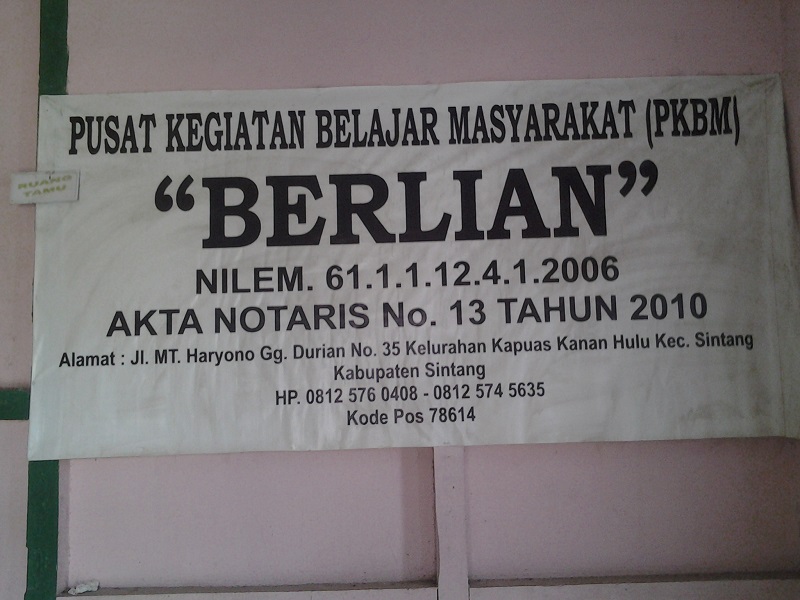 PUSAT KEGIATAN BELAJAR MASYARAKAT (PKBM)
“BERLIAN”
NILEM. 61.1.1.12.4.1.2006
AKTA NOTARIS No. 13 TAHUN 2010
Alamat : Jl. MT. Haryono Gg. Durian No. 35 Kelurahan Kapuas Kanan Hulu Kec. Sintang
Kabupaten Sintang
HP. 0812 576 0408 - 0812 574 5635
Kode Pos 78614
RUANG
TAMU